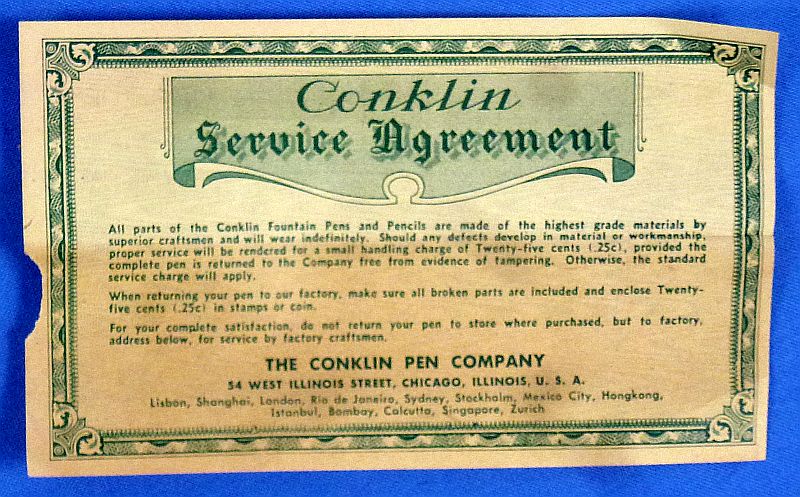 Conklin
Service Agreement
All parts of the Conklin Fountain Pens and Pencils are made of the highest grade materials by
superior craftsmen and will wear indefinitely. Should any defects develop in material or workmanship,
proper service will be rendered for a small handling charge of Twenty-five cents (.25c), provided the
complete pen is returned to the Company free from evidence of tampering. Otherwise, the standard
service charge will apply.
When returning your pen to our factory, make sure all broken parts are included and enclose Twenty-
five cents (.25c) in stamps or coin.
For your complete satisfaction, do not return your pen to store where purchased, but to factory,
address below, for service by factory craftsmen.
THE CONKLIN PEN COMPANY
54 WEST ILLINOIS STREET, CHICAGO, ILLINOIS, U. S. A.
Lisbon, Shanghai, London, Rio de Janeiro, Sydney, Stockholm, Mexico City, Hongkong,
Istanbul, Bombay, Calcutta, Singapore, Zurich